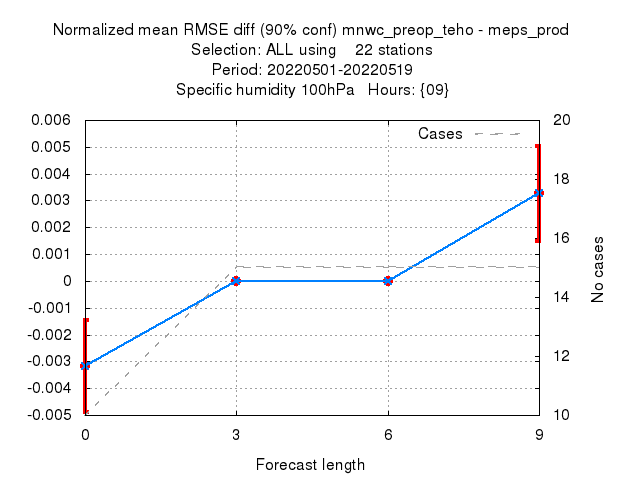 Normalized mean RMSE diff (90% conf) mnwc_preop_teho - meps_prod
Selection: ALL using    22 stations
Period: 20220501-20220519
Specific humidity 100hPa   Hours: {09}
0.006
0.005
0.004
0.003
0.002
0.001
0
-0.001
-0.002
-0.003
-0.004
-0.005
Cases
20
18
16
14
12
10
No cases
0 3 6 9
Forecast length